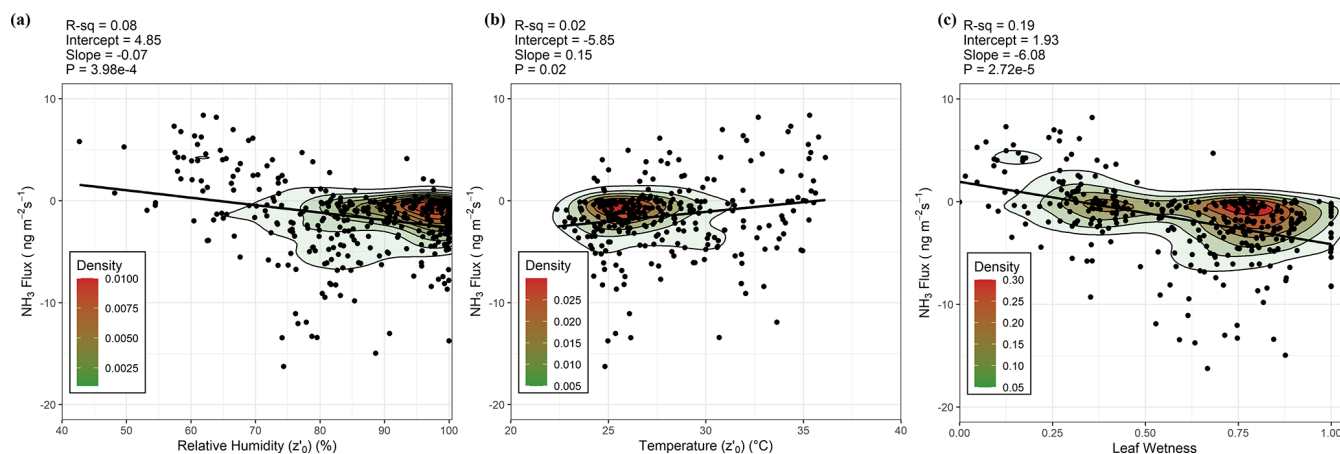 (a)
R-sq = 0.08
Intercept = 4.85
Slope = -0.07
P = 3.98e-4
NH₃ Flux ( ng m⁻²s⁻¹)
10
0
-10
-20
Density
0.0100
0.0075
0.0050
0.0025
40 50 60 70 80 90 100
Relative Humidity (z'₀) (%)
(b)
R-sq = 0.02
Intercept = -5.85
Slope = 0.15
P = 0.02
NH₃ Flux ( ng m⁻²s⁻¹)
10
0
-10
-20
Density
0.025
0.020
0.015
0.010
0.005
20 25 30 35 40
Temperature (z'₀) (°C)
(c)
R-sq = 0.19
Intercept = 1.93
Slope = -6.08
P = 2.72e-5
NH₃ Flux ( ng m⁻²s⁻¹)
10
0
-10
-20
Density
0.30
0.25
0.20
0.15
0.10
0.05
0.00 0.25 0.50 0.75 1.00
Leaf Wetness